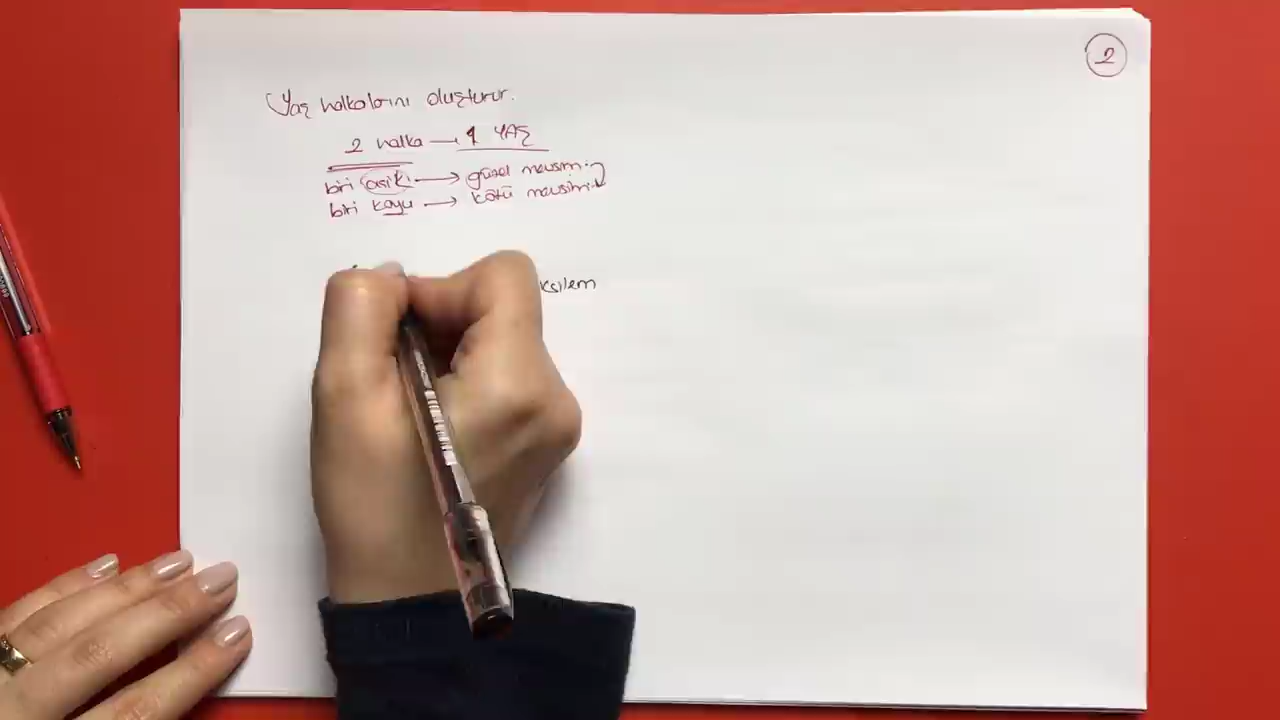 2
Yaş halkalarını oluşturur.
2 halka → 1 YAŞ
biri açık → güzel mevsim.
biri koyu → kötü mevsim.
ksilem